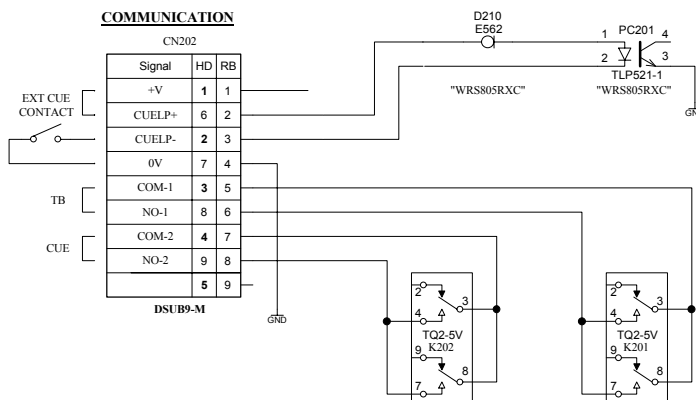 COMMUNICATION
CN202
Signal HD RB
+V 1 1
CUELP+ 6 2
CUELP- 2 3
0V 7 4
COM-1 3 5
NO-1 8 6
COM-2 4 7
NO-2 9 8
5 9
DSUB9-M
EXT CUE
CONTACT
TB
CUE
GND
D210
E562
"WRS805RXC"
PC201
1 4
2 3
TLP521-1
"WRS805RXC"
2 3
4
TQ2-5V
K202
9 8
7
2 3
4
TQ2-5V
K201
9 8
7